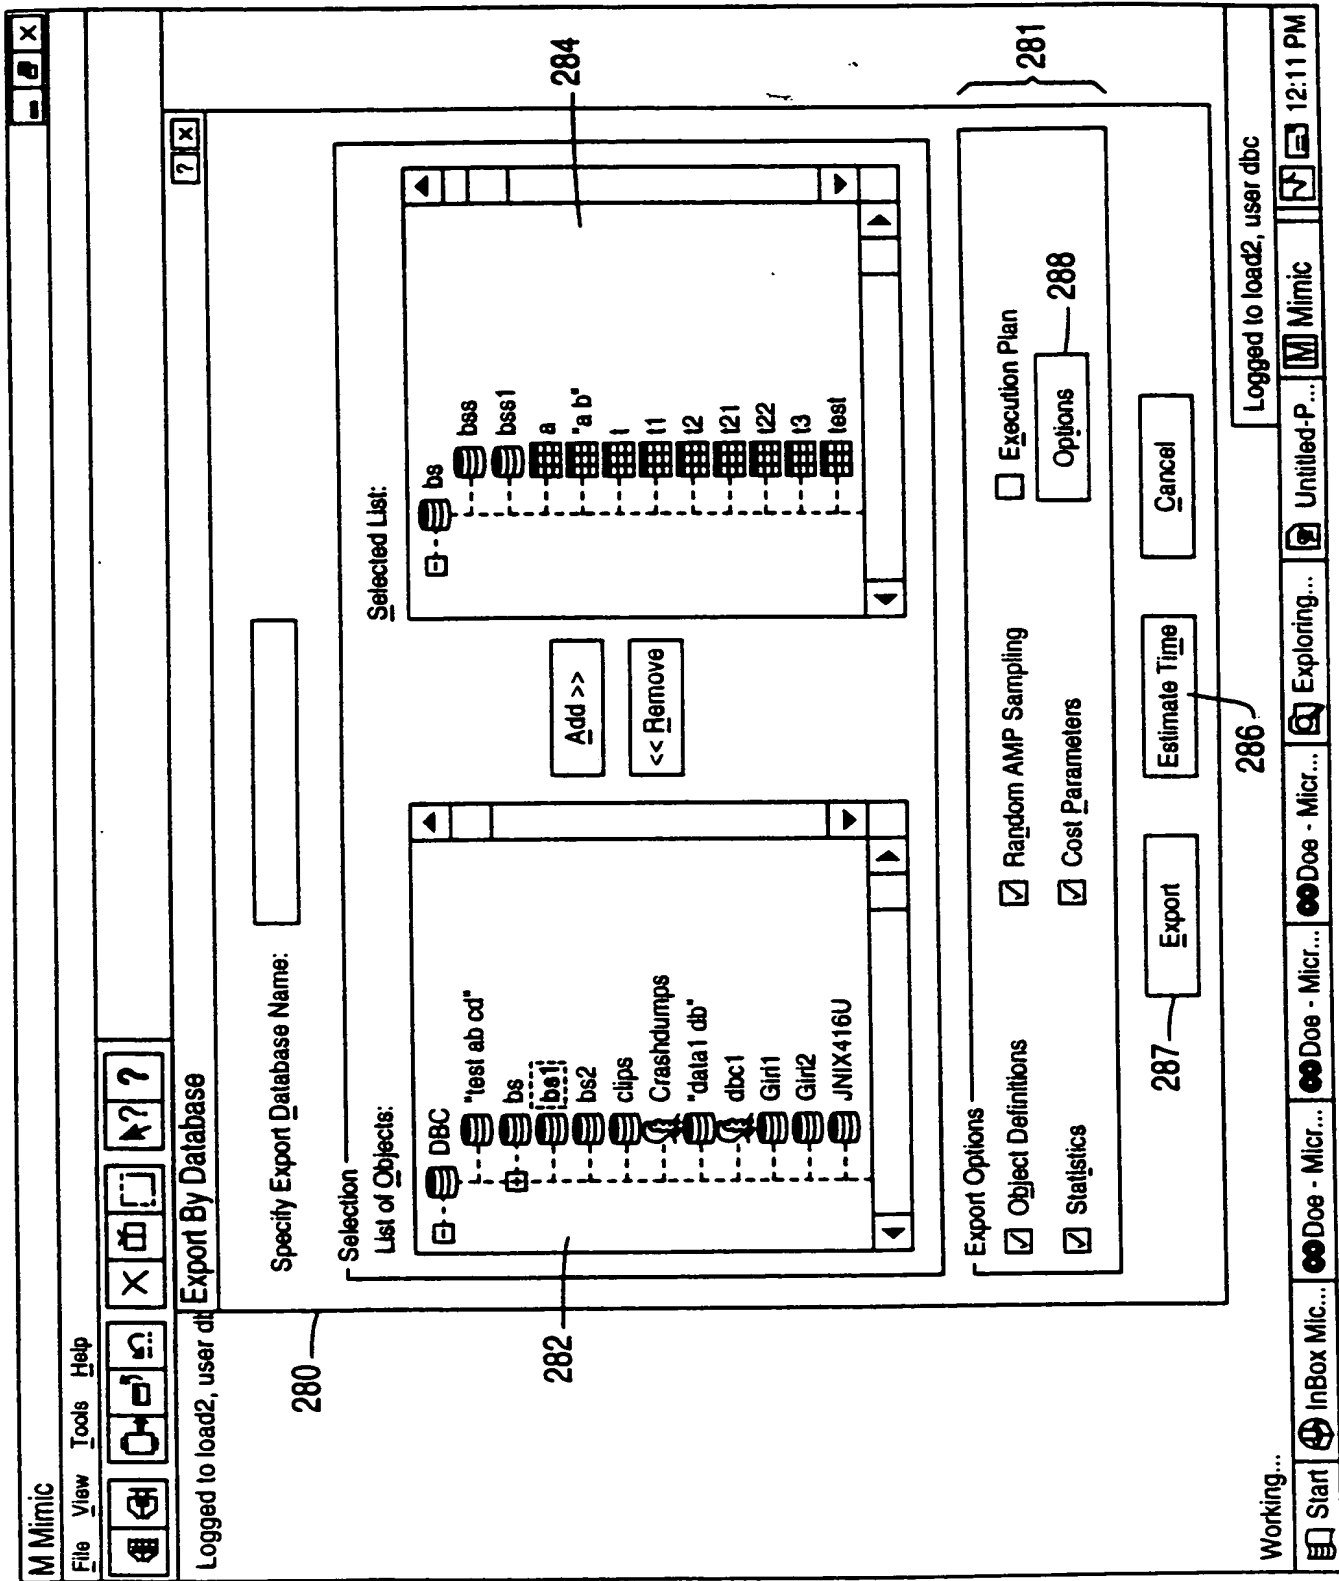 M Mimic
File View Tools Help
Logged to load2, user db
Export By Database
280
Specify Export Database Name:
Selection
List of Objects:
DBC
"test ab cd"
bs
bs1
bs2
clips
Crashdumps
"data1 db"
dbc1
Girl1
Girl2
JNIX416U
282
Add >>
<< Remove
Selected List:
bs
bss
bss1
a
"a b"
t
t1
t2
t21
t22
t3
test
284
Export Options
Object Definitions
Random AMP Sampling
Execution Plan
Statistics
Cost Parameters
Options
288
281
287
Export
Estimate Time
Cancel
286
Working...
Logged to load2, user dbc
Start
InBox Mic...
Doe - Micr...
Doe - Micr...
Doe - Micr...
Exploring...
Untitled-P...
M Mimic
12:11 PM